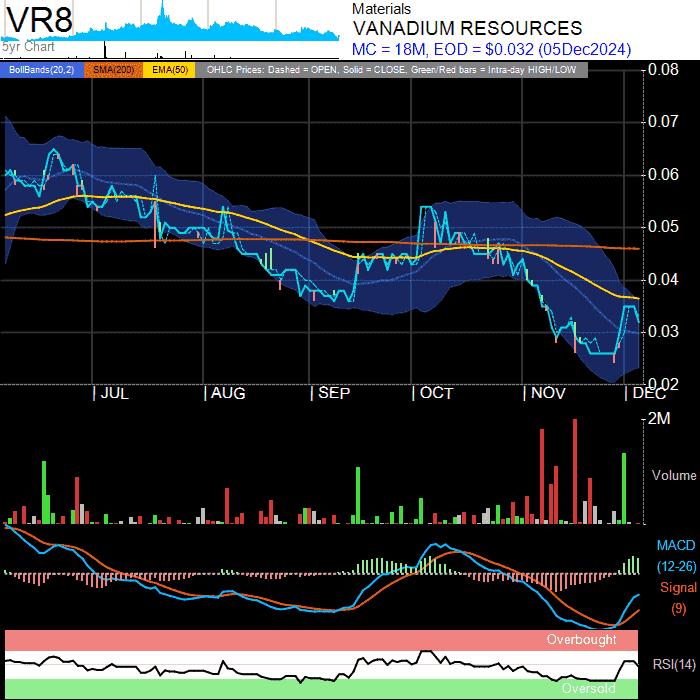 VR8
5yr Chart
Materials
VANADIUM RESOURCES
MC = 18M, EOD = $0.032 (05Dec2024)
BollBands(20,2) SMA(200) EMA(50) OHLC Prices: Dashed = OPEN, Solid = CLOSE, Green/Red bars = Intra-day HIGH/LOW
0.08
0.07
0.06
0.05
0.04
0.03
0.02
JUL AUG SEP OCT NOV DEC
2M
Volume
MACD
(12-26)
Signal
(9)
Overbought
RSI(14)
Oversold